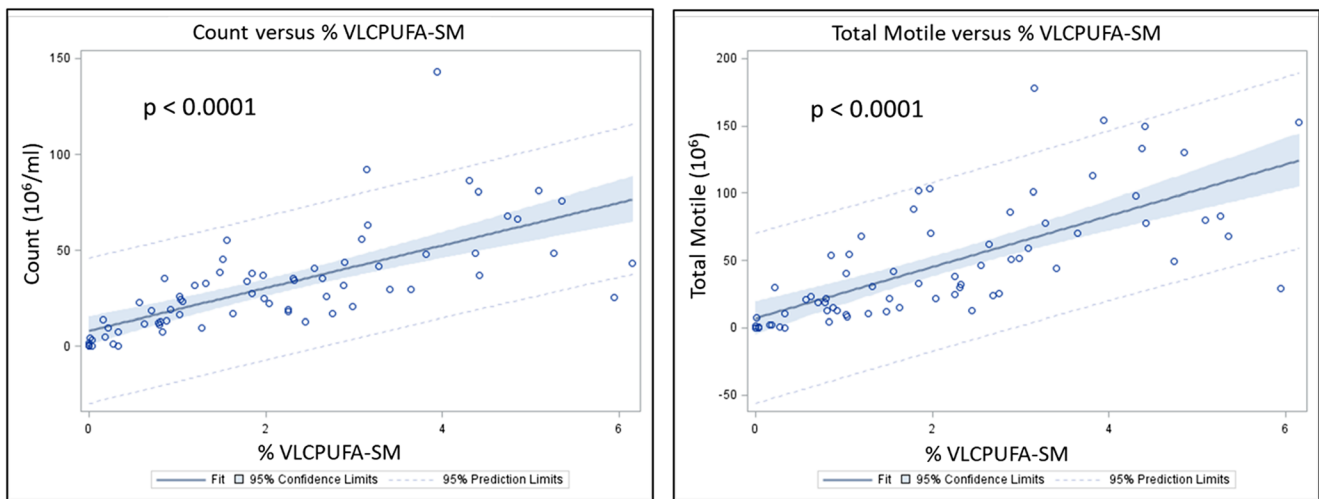 Count versus % VLCPUFA-SM
150
100
50
0
Count (10⁶/ml)
p < 0.0001
0 2 4 6
% VLCPUFA-SM
Fit 95% Confidence Limits 95% Prediction Limits
Total Motile versus % VLCPUFA-SM
200
150
100
50
0
-50
Total Motile (10⁶)
p < 0.0001
0 2 4 6
% VLCPUFA-SM
Fit 95% Confidence Limits 95% Prediction Limits